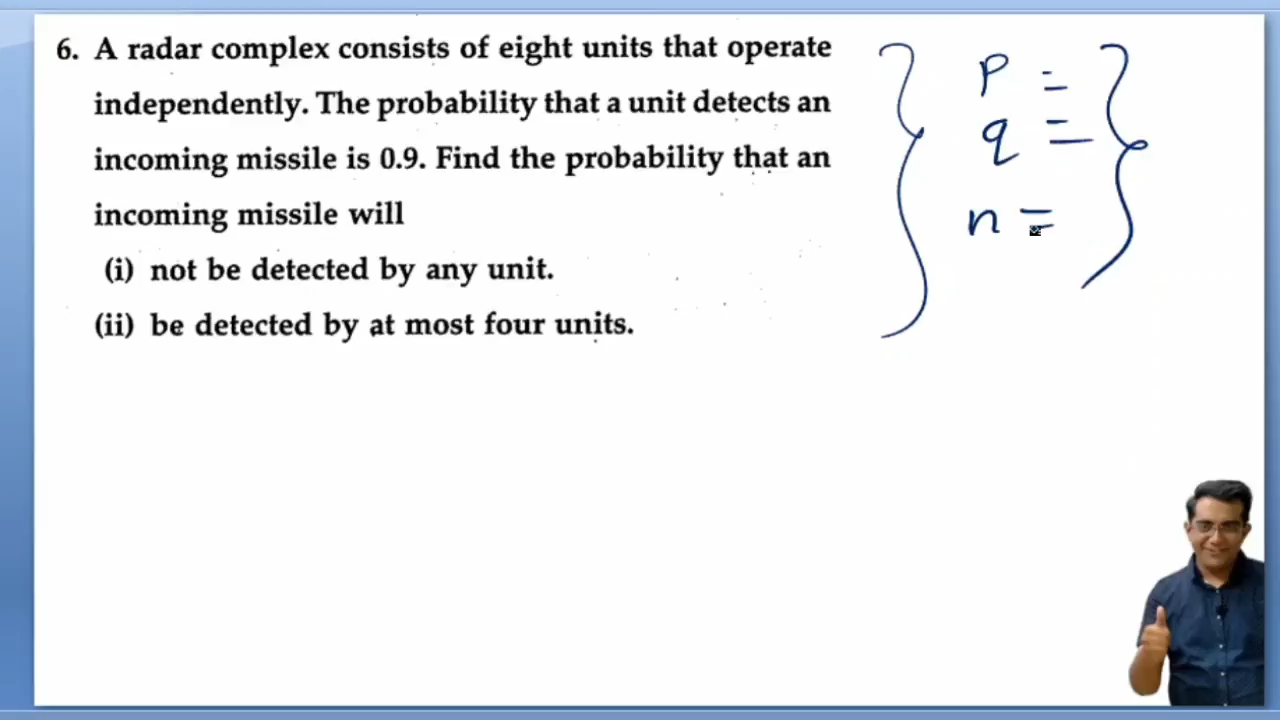 6. A radar complex consists of eight units that operate
independently. The probability that a unit detects an
incoming missile is 0.9. Find the probability that an
incoming missile will
(i) not be detected by any unit.
(ii) be detected by at most four units.
p =
q =
n =